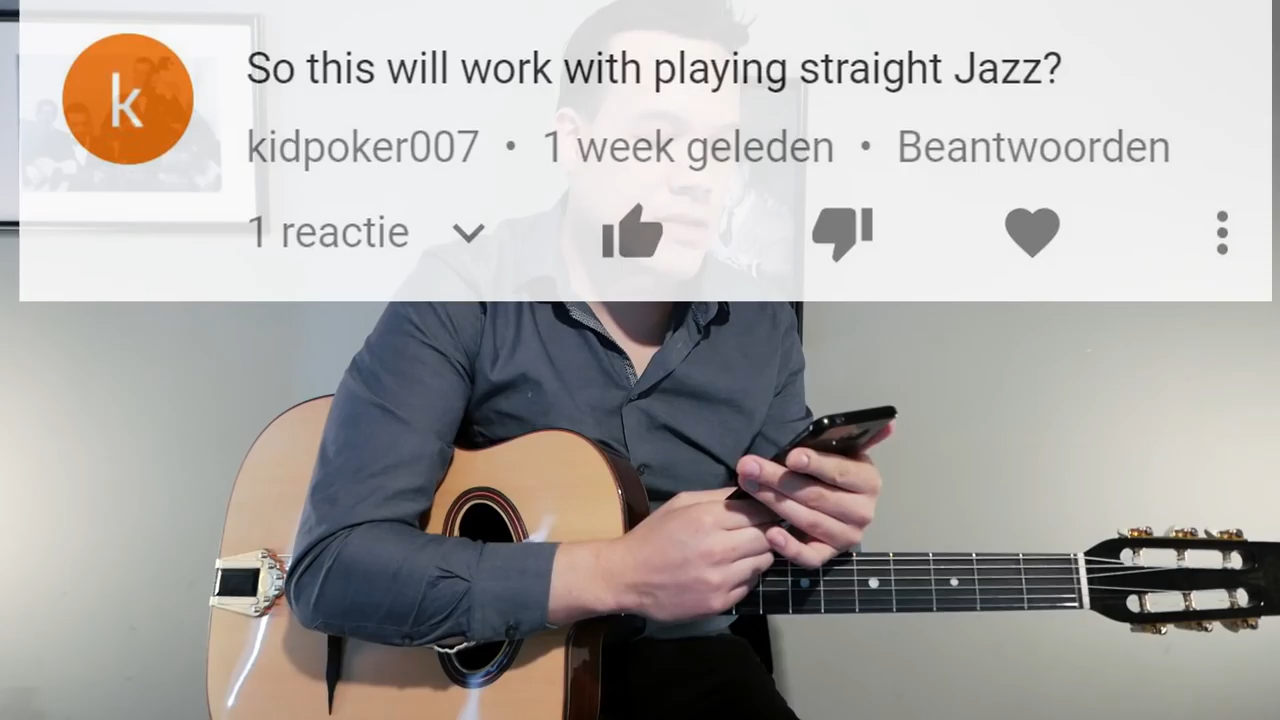 k
So this will work with playing straight Jazz?
kidpoker007 • 1 week geleden • Beantwoorden
1 reactie